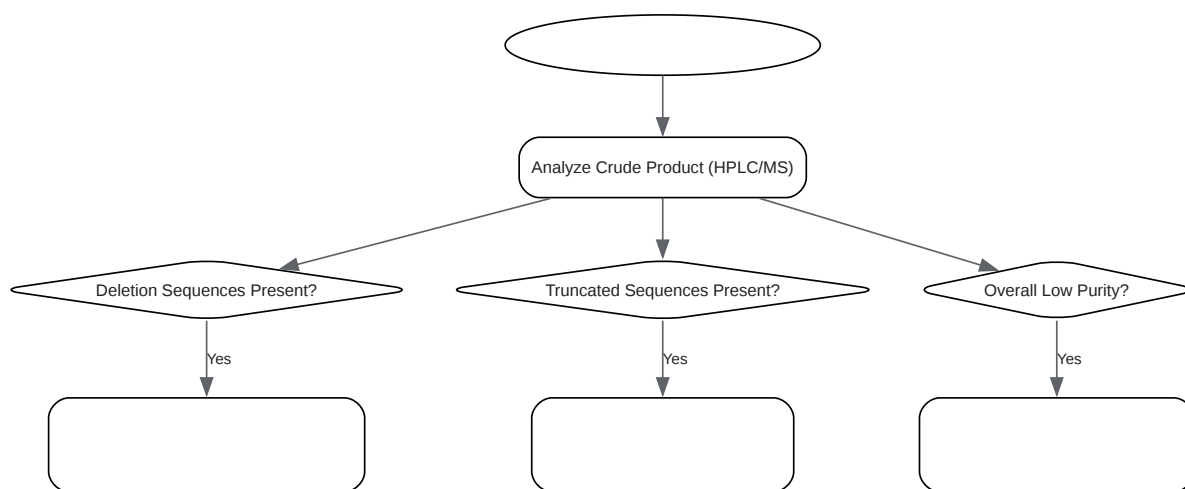 Analyze Crude Product (HPLC/MS)
Deletion Sequences Present?
Truncated Sequences Present?
Overall Low Purity?
Yes
Yes
Yes